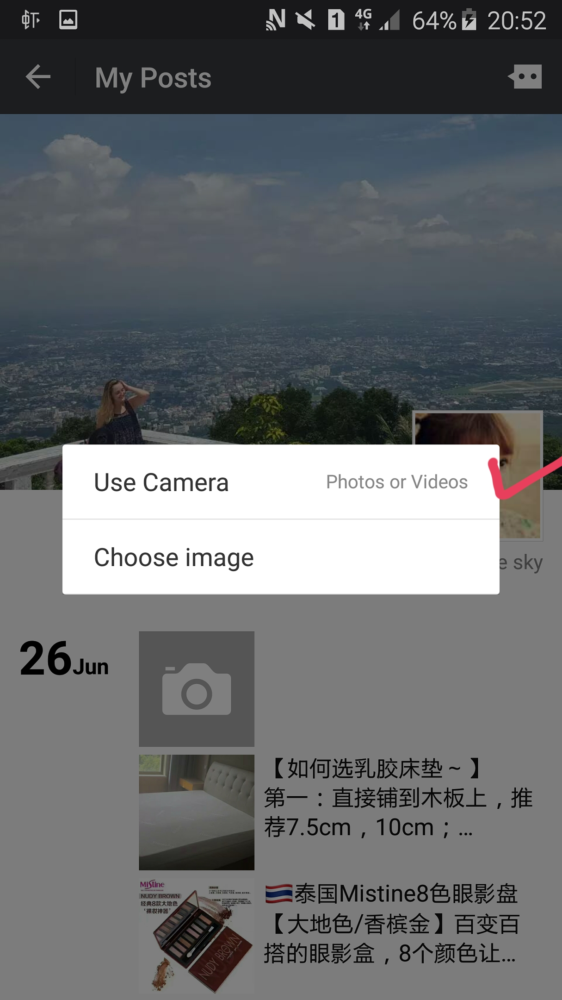 1 4G 64% 20:52
My Posts
Use Camera Photos or Videos
Choose image
e sky
26Jun
【如何选乳胶床垫~】
第一：直接铺到木板上，推
荐7.5cm，10cm；...
Mistine
NUDY BROWN
经典8款大地色
‘裸妆神器’
NUDY BROWN
泰国Mistine8色眼影盘
【大地色/香槟金】百变百
搭的眼影盒，8个颜色让...